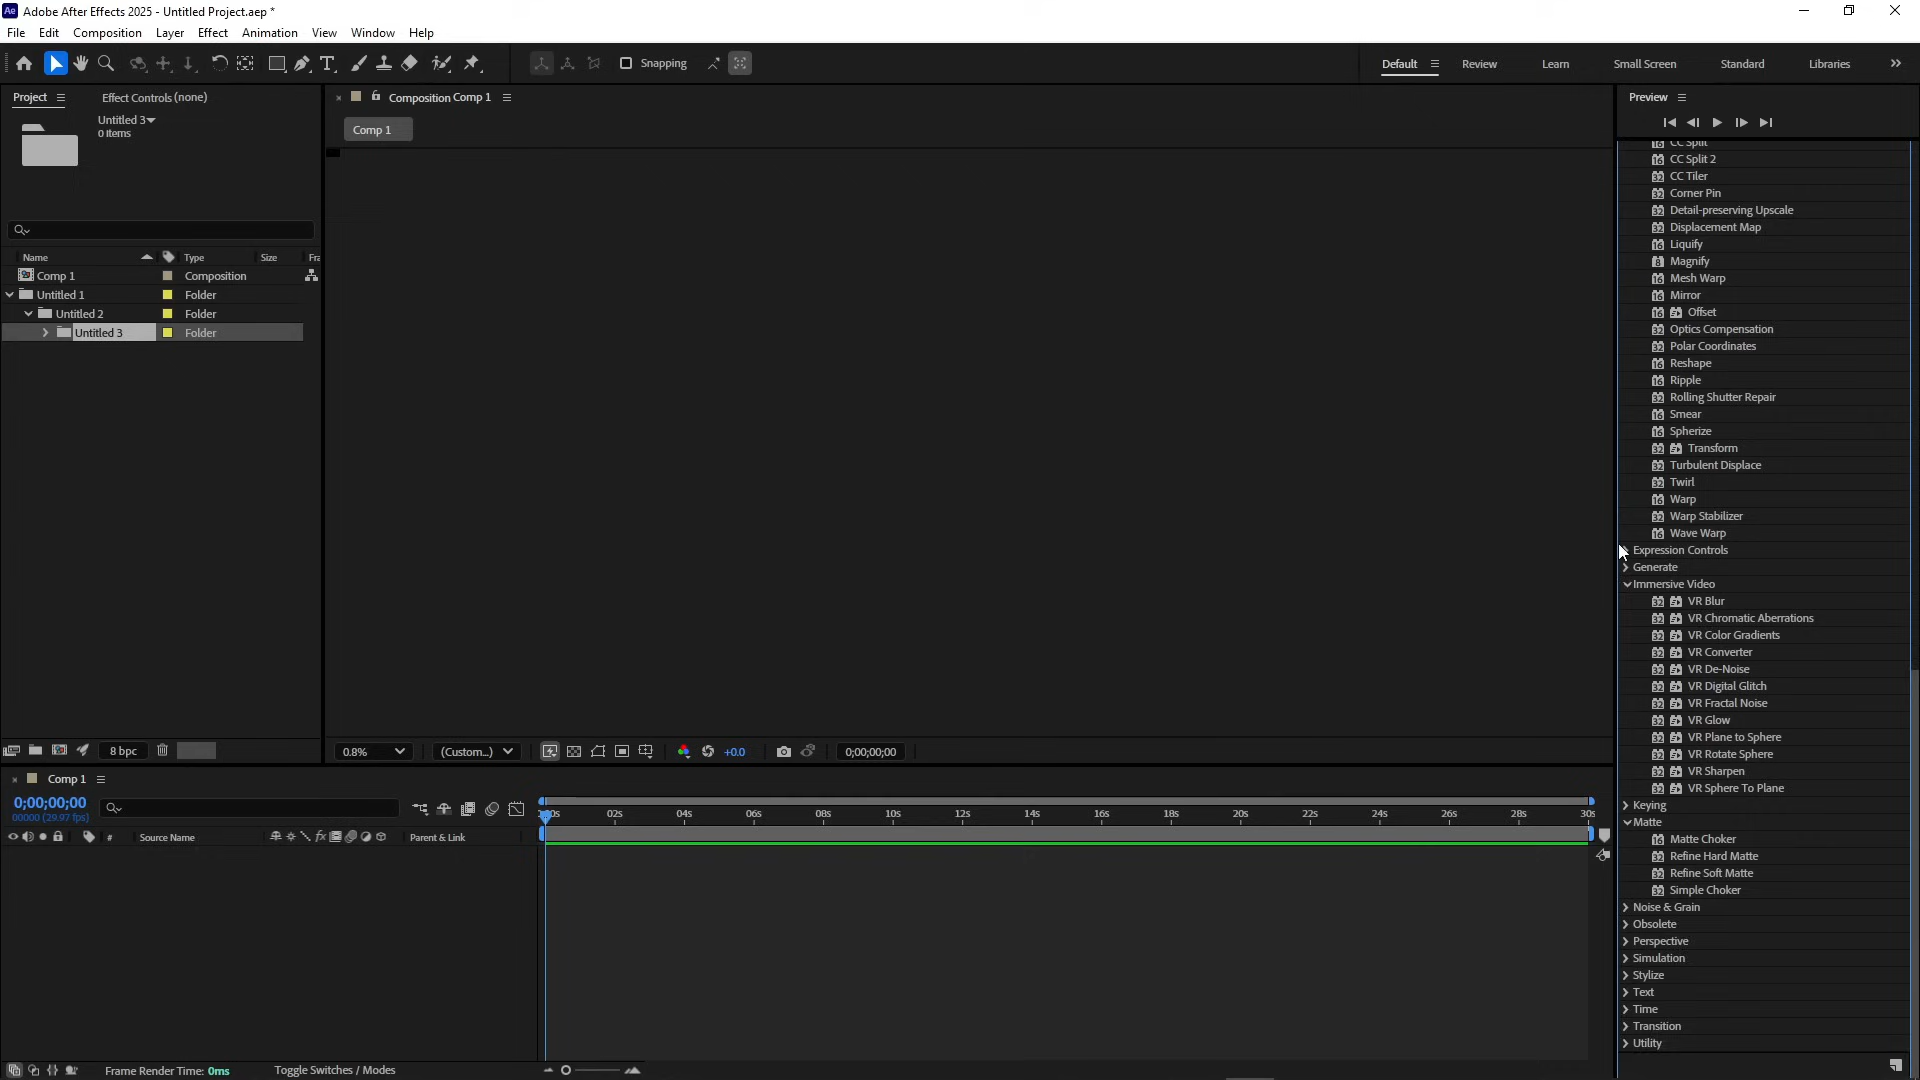 Adobe After Effects 2025 - Untitled Project.aep *
File Edit Composition Layer Effect Animation View Window Help
Snapping
Default Review Learn Small Screen Standard Libraries
Project Effect Controls (none)
Untitled 3
0 items
Name Type Size Fra
Comp 1 Composition
Untitled 1 Folder
Untitled 2 Folder
Untitled 3 Folder
8 bpc
Composition Comp 1
Comp 1
0.8% (Custom...) +0.0 0;00;00;00
Preview
CC Split
CC Split 2
CC Tiler
Corner Pin
Detail-preserving Upscale
Displacement Map
Liquify
Magnify
Mesh Warp
Mirror
Offset
Optics Compensation
Polar Coordinates
Reshape
Ripple
Rolling Shutter Repair
Smear
Spherize
Transform
Turbulent Displace
Twirl
Warp
Warp Stabilizer
Wave Warp
Expression Controls
Generate
Immersive Video
VR Blur
VR Chromatic Aberrations
VR Color Gradients
VR Converter
VR De-Noise
VR Digital Glitch
VR Fractal Noise
VR Glow
VR Plane to Sphere
VR Rotate Sphere
VR Sharpen
VR Sphere To Plane
Keying
Matte
Matte Choker
Refine Hard Matte
Refine Soft Matte
Simple Choker
Noise & Grain
Obsolete
Perspective
Simulation
Stylize
Text
Time
Transition
Utility
Comp 1
0;00;00;00
00000 (29.97 fps)
02s 04s 06s 08s 10s 12s 14s 16s 18s 20s 22s 24s 26s 28s 30s
# Source Name Parent & Link
Frame Render Time: 0ms Toggle Switches / Modes